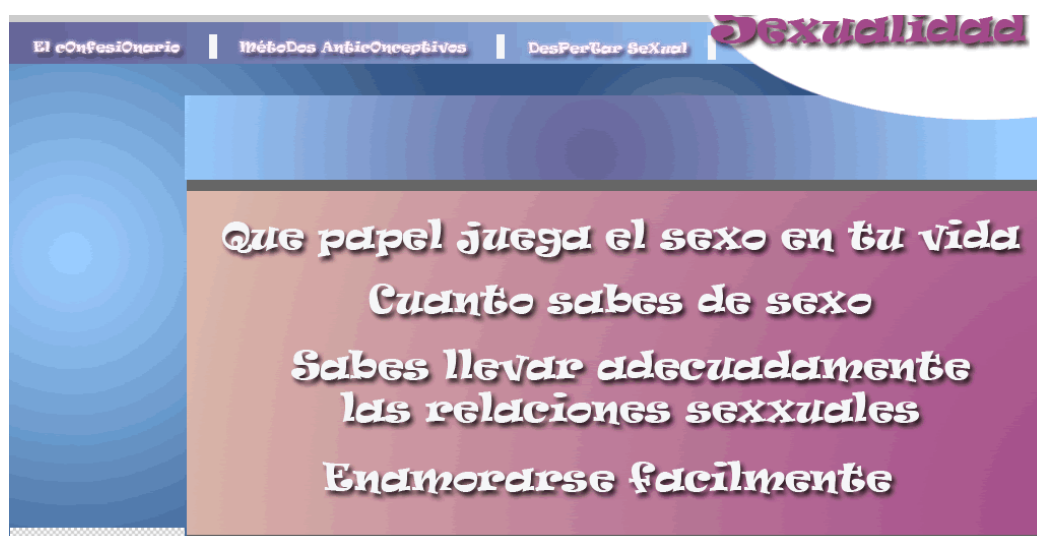 Sexualidad
El cOnfesiOnario
MétoDos AnticOnceptivos
DesPerTar SeXual
Que papel juega el sexo en tu vida
Cuanto sabes de sexo
Sabes llevar adecuadamente
las relaciones sexxuales
Enamorarse facilmente